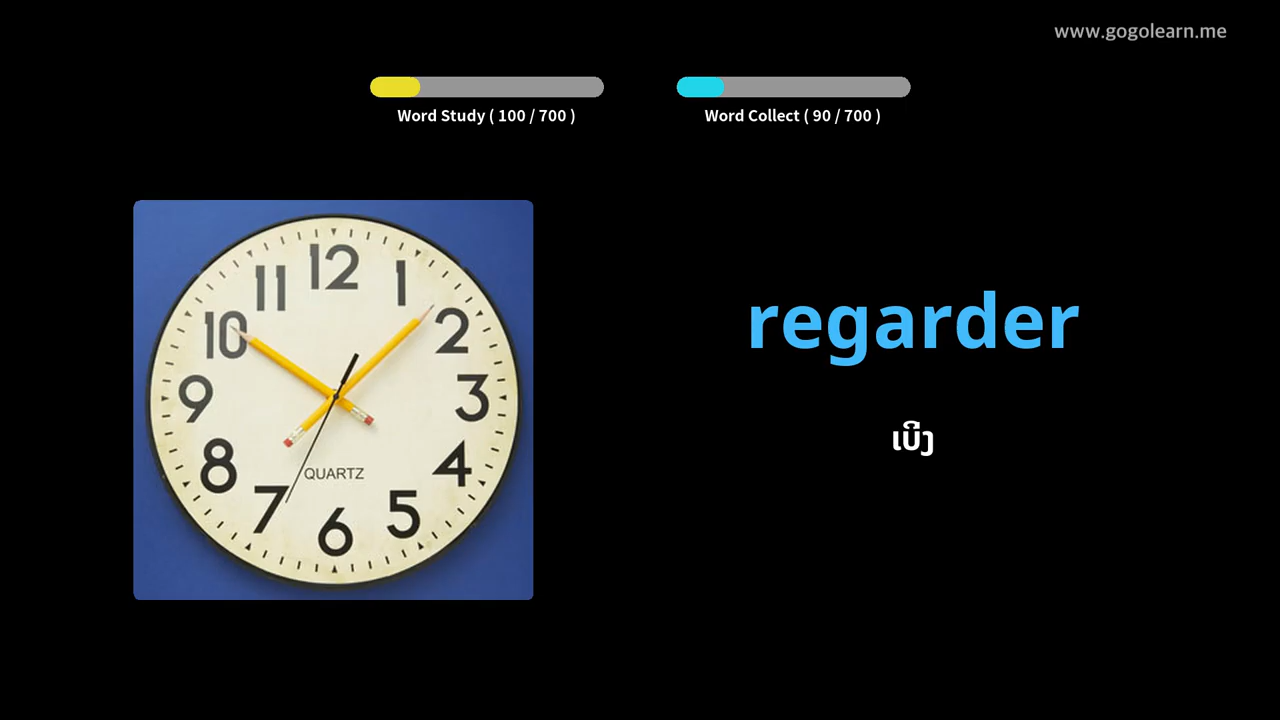 www.gogolearn.me
Word Study ( 100 / 700 )
Word Collect ( 90 / 700 )
12
11
1
10
2
9
3
8
4
QUARTZ
7
5
6
regarder
ເບີ່ງ